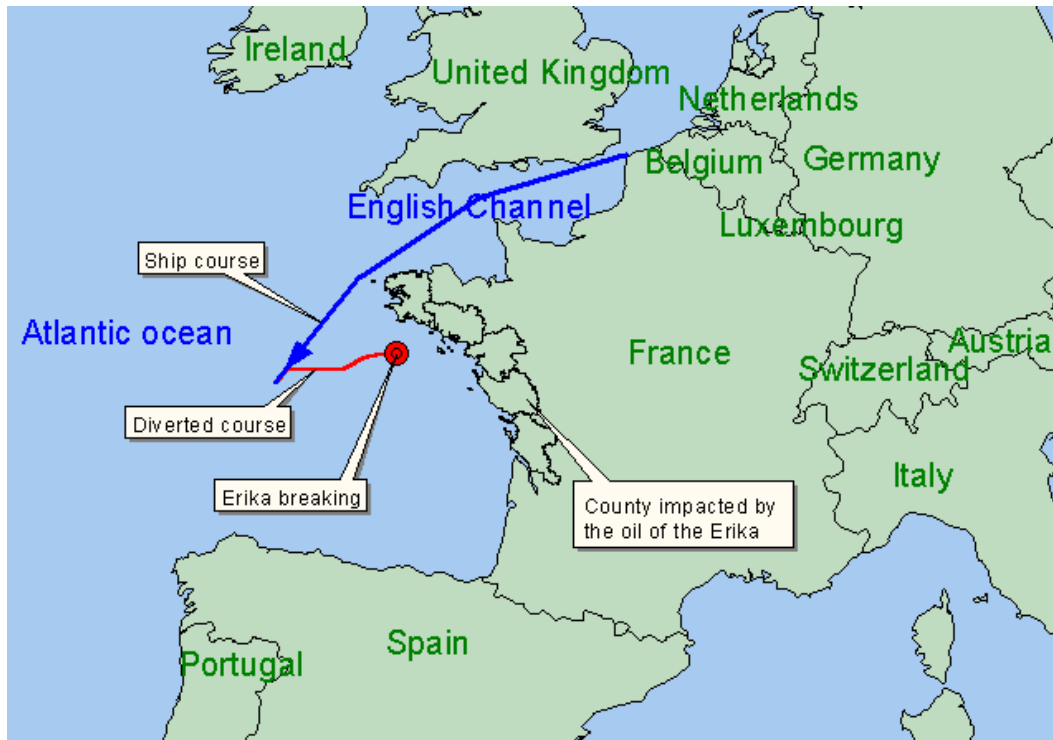 Ireland
United Kingdom
Netherlands
Belgium
Germany
English Channel
Luxembourg
Ship course
Atlantic ocean
France
Austria
Switzerland
Diverted course
Italy
Erika breaking
County impacted by
the oil of the Erika
Spain
Portugal